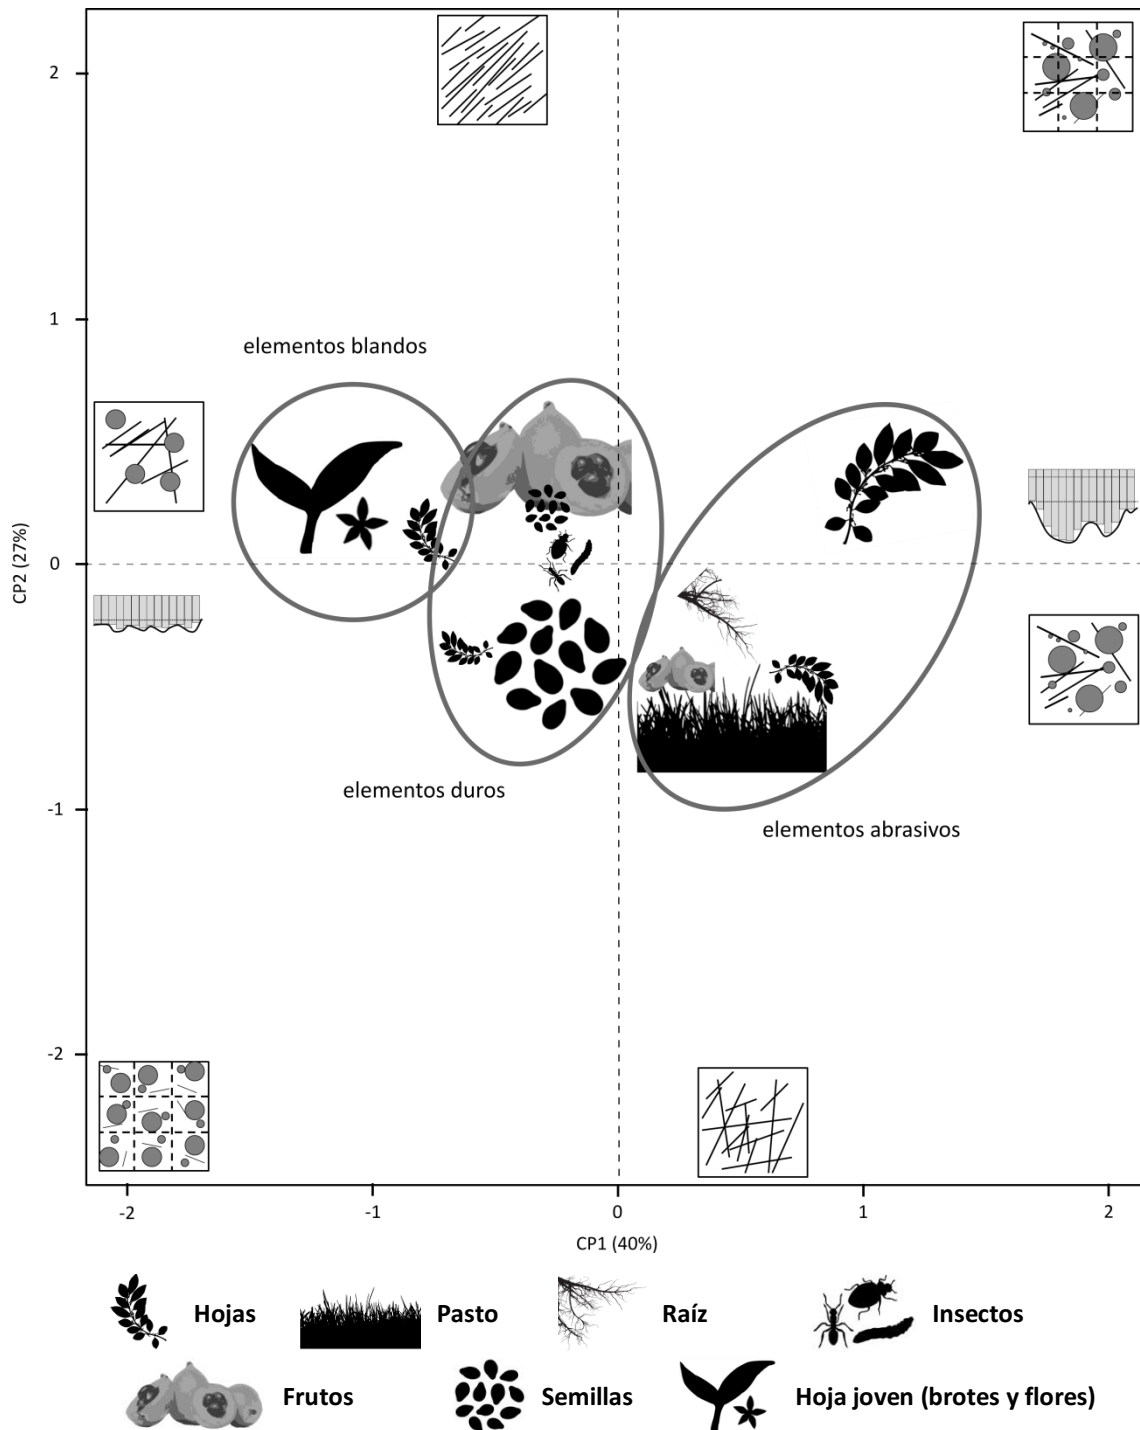 2
1
elementos blandos
CP2 (27%)
0
elementos duros
-1
elementos abrasivos
-2
-2
-1
0
1
2
CP1 (40%)
Hojas
Pasto
Raíz
Insectos
Frutos
Semillas
Hoja joven (brotes y flores)